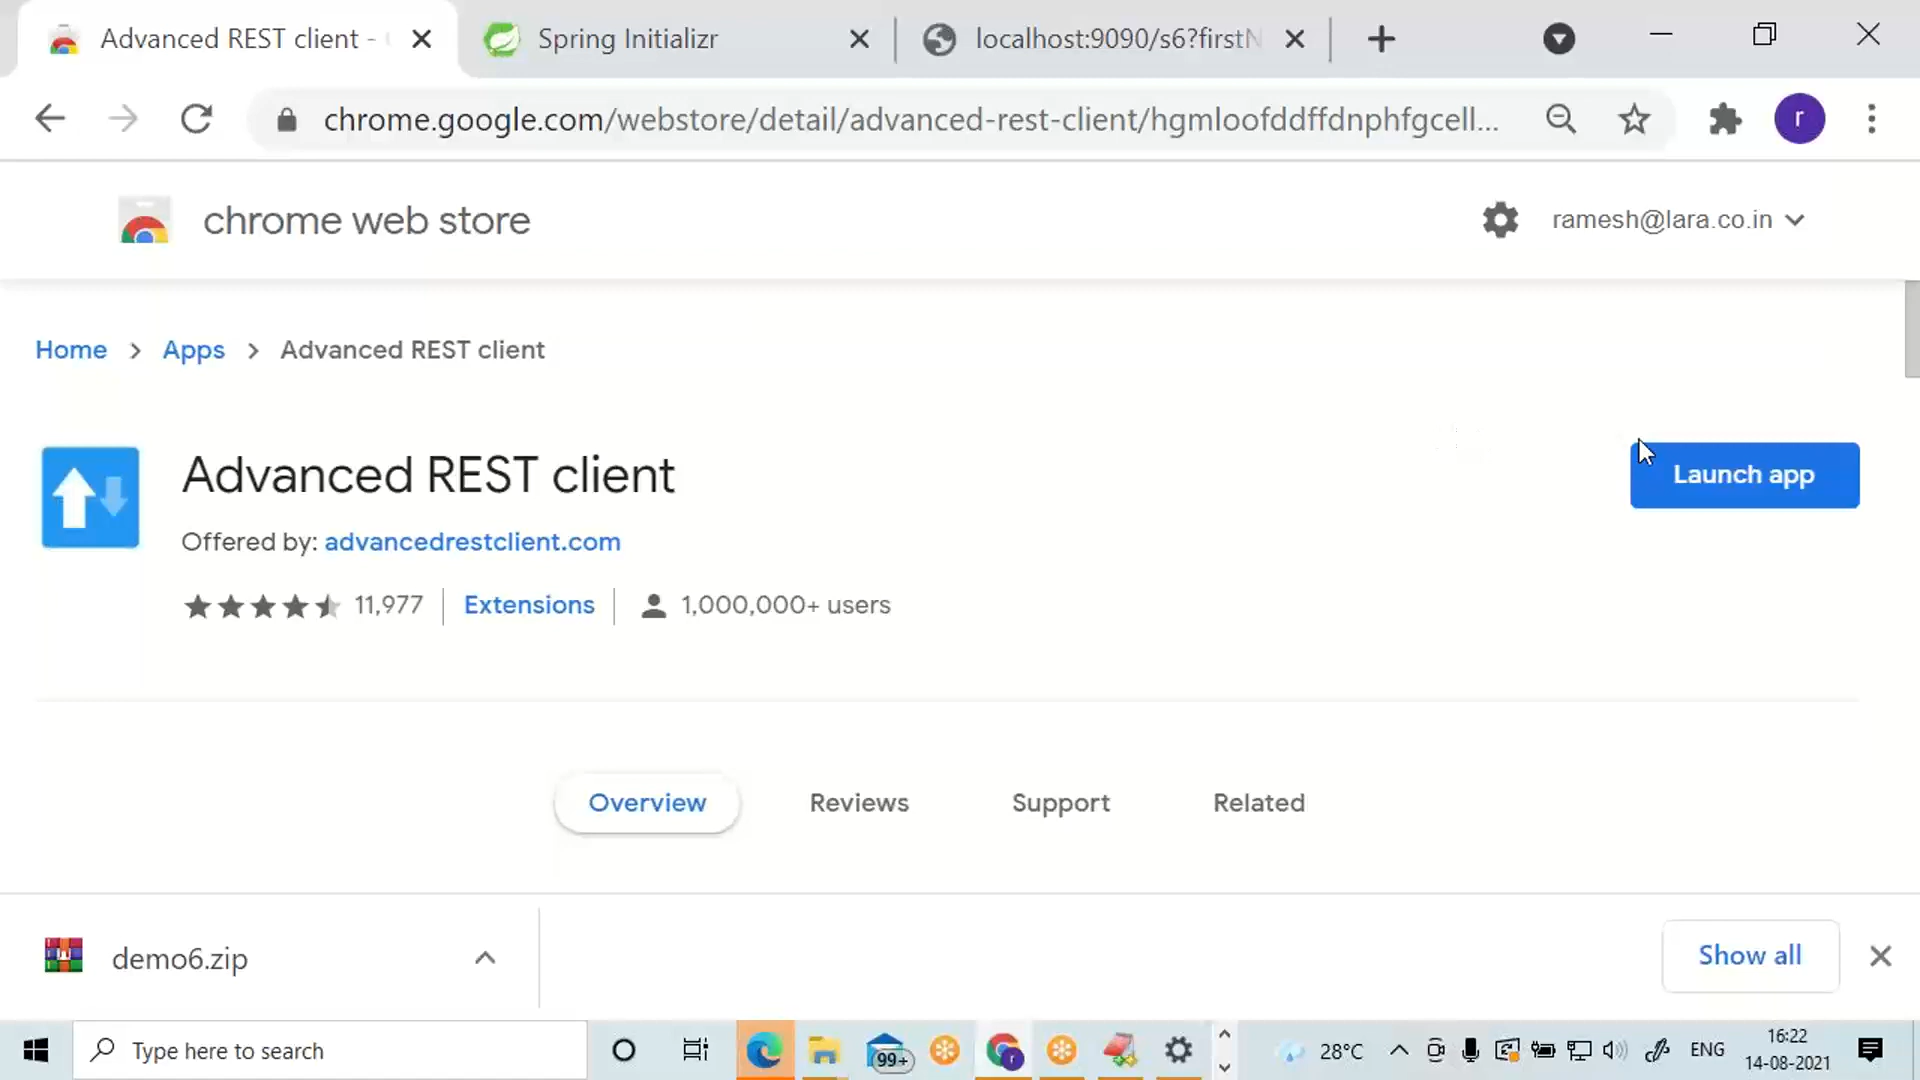 Advanced REST client -
Spring Initializr
localhost:9090/s6?firstN
chrome.google.com/webstore/detail/advanced-rest-client/hgmloofddffdnphfgcell...
r
chrome web store
ramesh@lara.co.in
Home > Apps > Advanced REST client
Advanced REST client
Launch app
Offered by: advancedrestclient.com
11,977
Extensions
1,000,000+ users
Overview
Reviews
Support
Related
demo6.zip
Show all
Type here to search
99+
r
28°C
ENG
16:22
14-08-2021